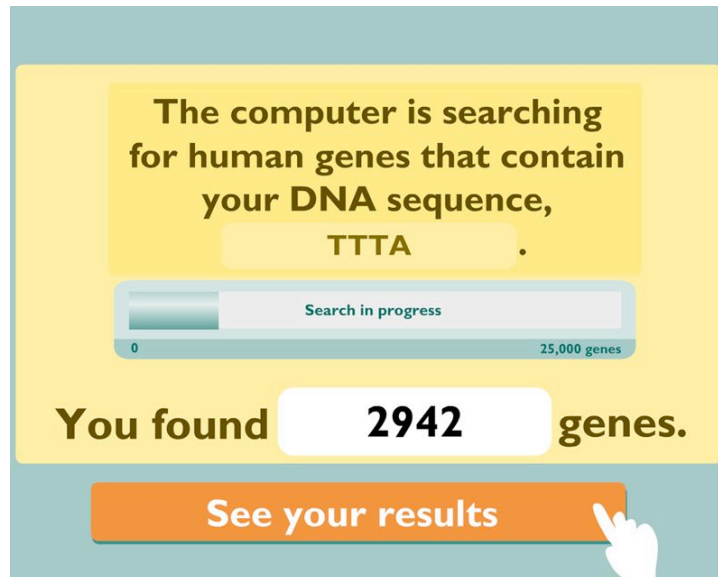 The computer is searching
for human genes that contain
your DNA sequence,
TTTA .
Search in progress
0 25,000 genes
You found 2942 genes.
See your results